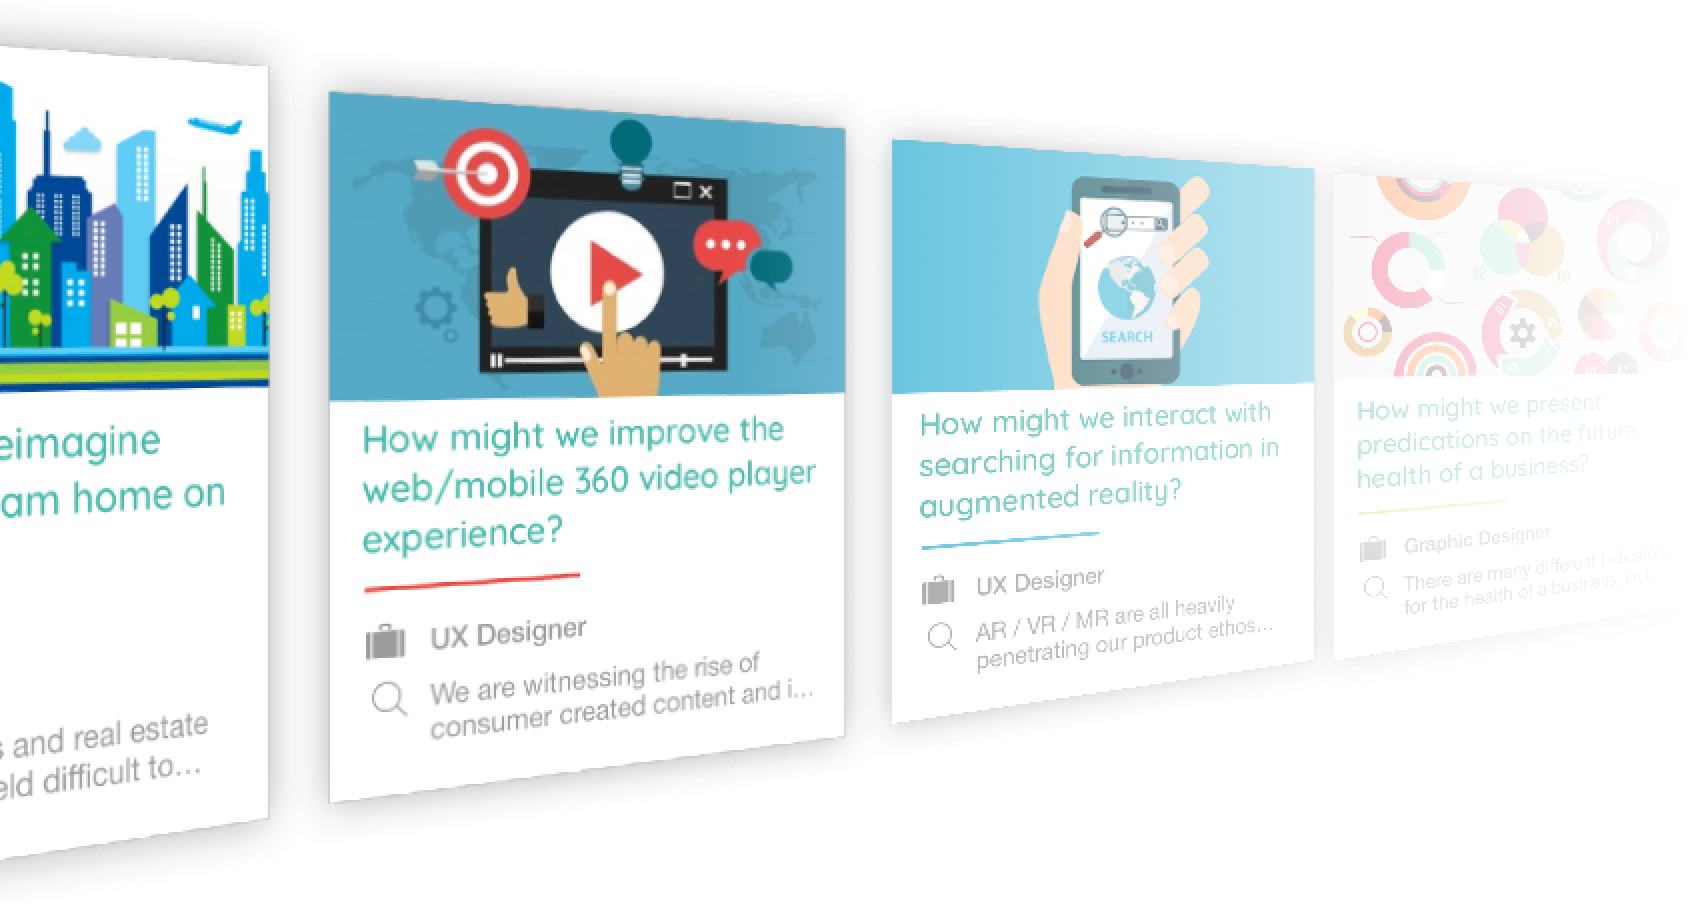 eimagine
am home on
s and real estate
eld difficult to...
How might we improve the
web/mobile 360 video player
experience?
UX Designer
We are witnessing the rise of
consumer created content and i...
SEARCH
How might we interact with
searching for information in
augmented reality?
UX Designer
AR / VR / MR are all heavily
penetrating our product ethos...
02
03
How might we present
predications on the future
health of a business?
Graphic Designer
There are many different indicators
for the health of a business, incl...